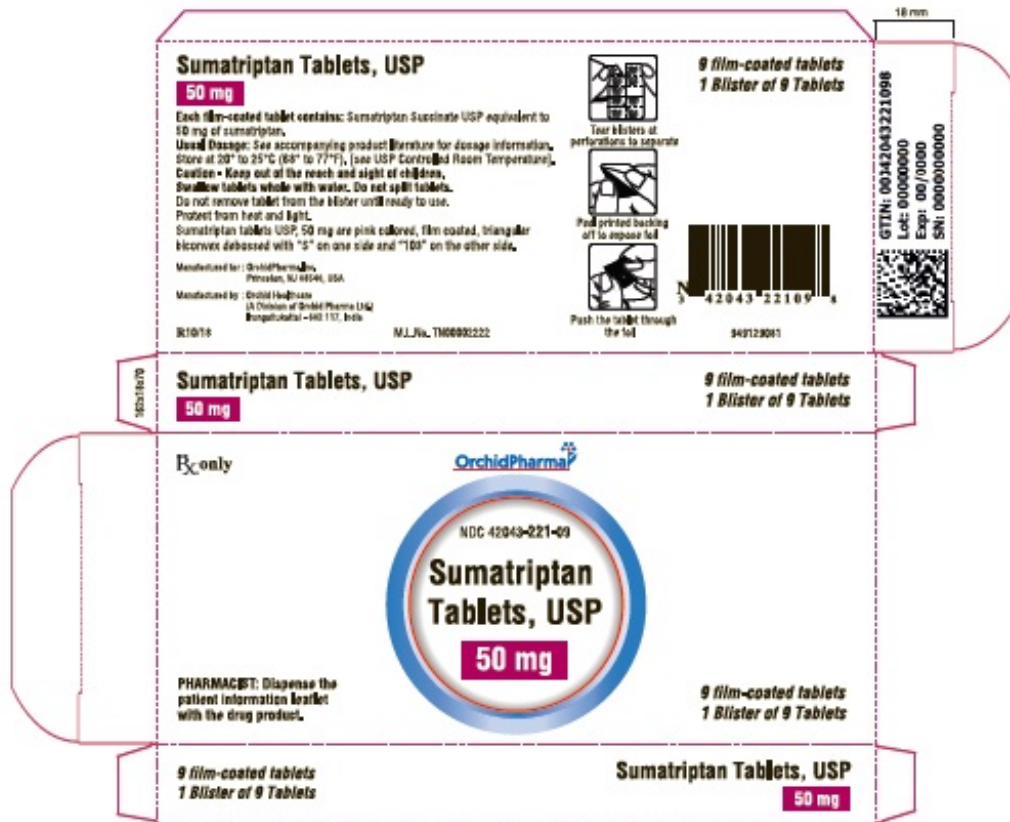 18 mm
Sumatriptan Tablets, USP
50 mg
9 film-coated tablets
1 Blister of 9 Tablets
Each film-coated tablet contains: Sumatriptan Succinate USP equivalent to
50 mg of sumatriptan.
Usual Dosage: See accompanying product literature for dosage information.
Store at 20° to 25°C (68° to 77°F), [see USP Controlled Room Temperature].
Caution - Keep out of the reach and sight of children.
Swallow tablets whole with water. Do not split tablets.
Do not remove tablet from the blister until ready to use.
Protect from heat and light.
Sumatriptan tablets USP, 50 mg are pink colored, film coated, triangular
biconvex debossed with "S" on one side and on the other side.
Manufactured for : OrchidPharma, Inc.
Princeton, NJ USA
Manufactured by : Orchid Healthcare
(A Division of Orchid Pharma Ltd.)
India
R:10/18
M.L.No. TN00002222
Tear blisters at
perforations to separate
Peel printed backing
off to expose foil
Push the tablet through
the foil
N
3 42043 22109 8
GTIN: 00342043221098
Lot: 00000000
Exp: 00/0000
SN: 0000000000
Sumatriptan Tablets, USP
50 mg
9 film-coated tablets
1 Blister of 9 Tablets
Rx only
OrchidPharma
NDC 42043-221-09
Sumatriptan
Tablets, USP
50 mg
PHARMACIST: Dispense the
patient information leaflet
with the drug product.
9 film-coated tablets
1 Blister of 9 Tablets
9 film-coated tablets
1 Blister of 9 Tablets
Sumatriptan Tablets, USP
50 mg